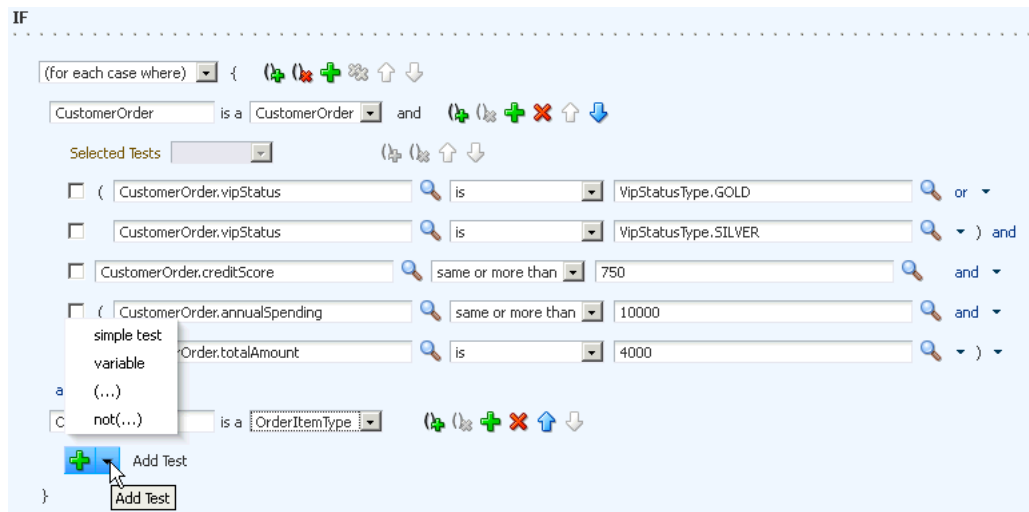 IF
(for each case where) {
CustomerOrder is a CustomerOrder and
Selected Tests
( CustomerOrder.vipStatus is VipStatusType.GOLD or
CustomerOrder.vipStatus is VipStatusType.SILVER ) and
CustomerOrder.creditScore same or more than 750 and
( CustomerOrder.annualSpending same or more than 10000 and
rOrder.totalAmount is 4000 )
simple test
variable
(...)
not(...)
is a OrderItemType
Add Test
}
Add Test